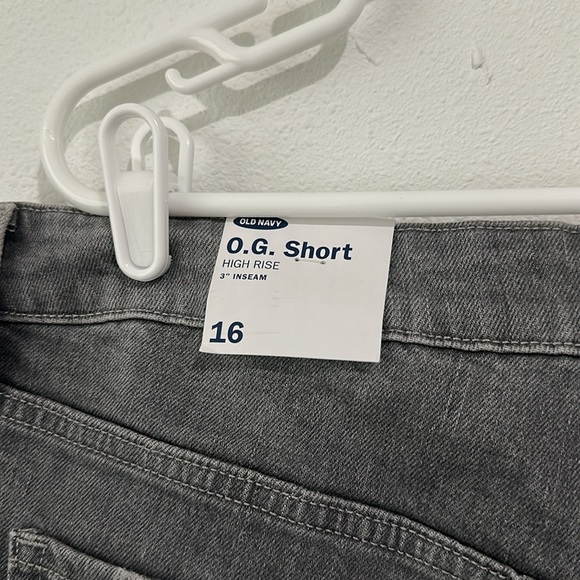 OLD NAVY
O.G. Short
HIGH RISE
3" INSEAM
16